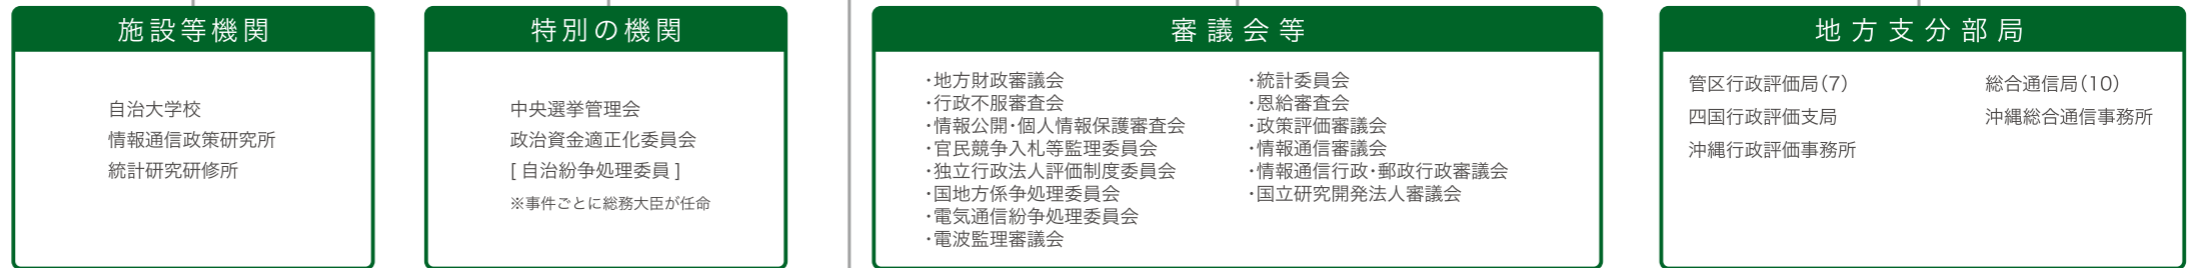 施設等機関
自治大学校
情報通信政策研究所
統計研究研修所
特別の機関
中央選挙管理会
政治資金適正化委員会
[ 自治紛争処理委員 ]
※事件ごとに総務大臣が任命
審議会等
・地方財政審議会
・行政不服審査会
・情報公開・個人情報保護審査会
・官民競争入札等監理委員会
・独立行政法人評価制度委員会
・国地方係争処理委員会
・電気通信紛争処理委員会
・電波監理審議会
・統計委員会
・恩給審査会
・政策評価審議会
・情報通信審議会
・情報通信行政・郵政行政審議会
・国立研究開発法人審議会
地方支分部局
管区行政評価局(7)
四国行政評価支局
沖縄行政評価事務所
総合通信局(10)
沖縄総合通信事務所